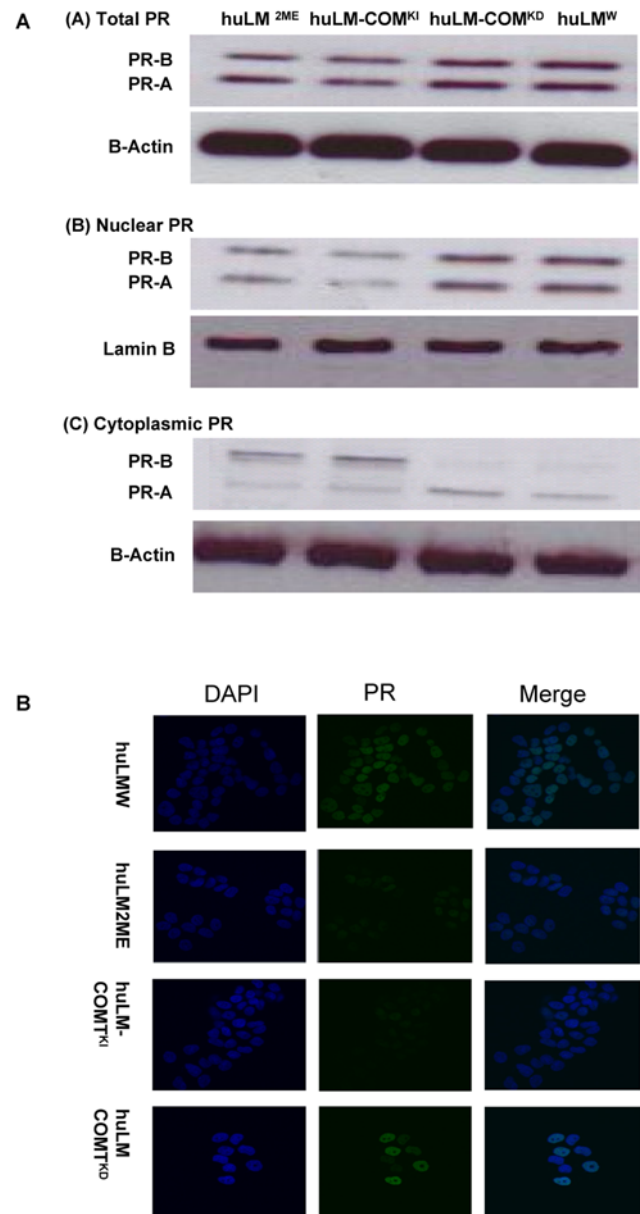 A
(A) Total PR
huLM 2ME huLM-COMKI huLM-COMKD huLMW
PR-B
PR-A
B-Actin
(B) Nuclear PR
PR-B
PR-A
Lamin B
(C) Cytoplasmic PR
PR-B
PR-A
B-Actin
B
DAPI PR Merge
huLMW
huLM2ME
huLM-
COMTKI
huLM
COMTKD